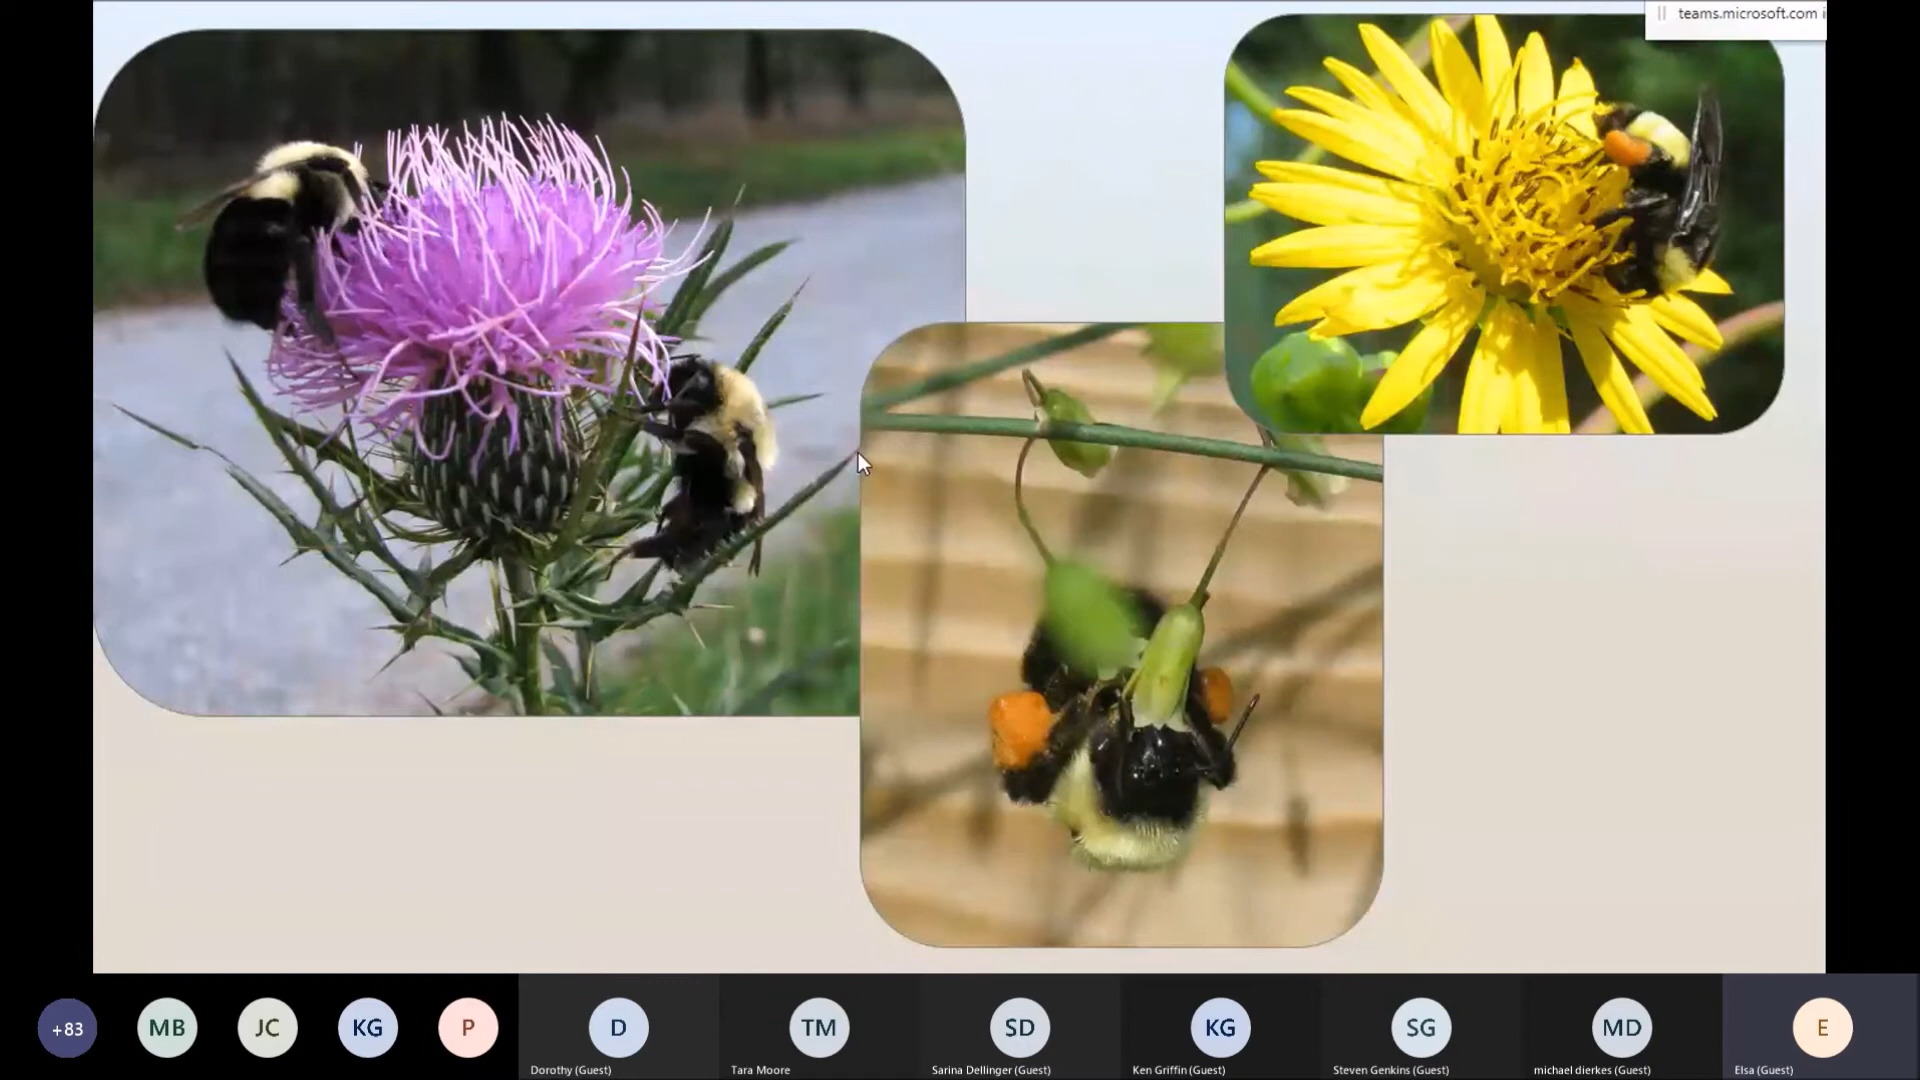 teams.microsoft.com i
+83
MB
JC
KG
P
D
TM
SD
KG
SG
MD
E
Dorothy (Guest)
Tara Moore
Sarina Dellinger (Guest)
Ken Griffin (Guest)
Steven Genkins (Guest)
michael dierkes (Guest)
Elsa (Guest)